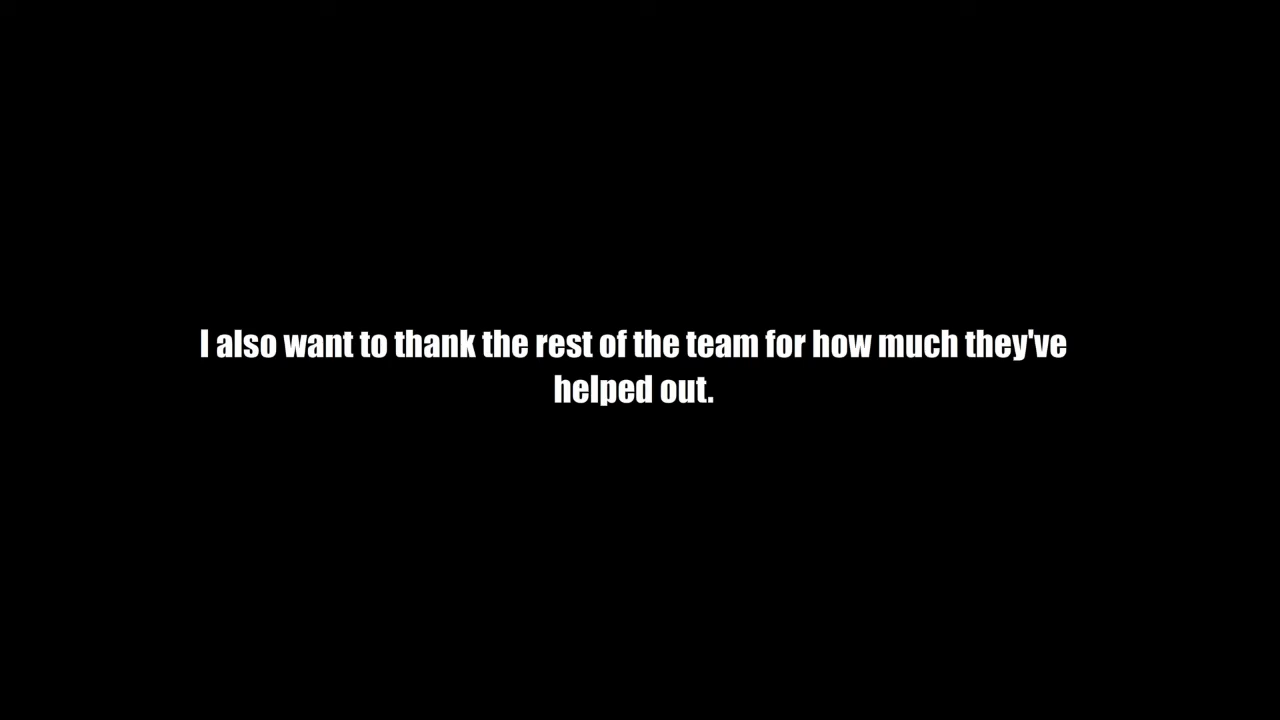 I also want to thank the rest of the team for how much they've
helped out.